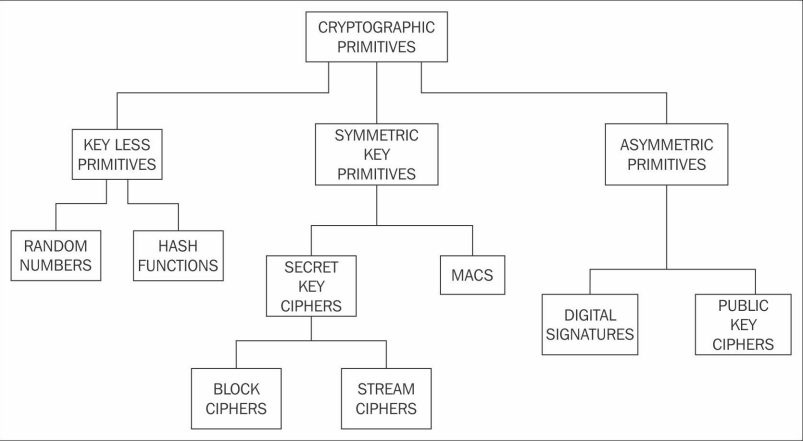 CRYPTOGRAPHIC
PRIMITIVES
KEY LESS
PRIMITIVES
SYMMETRIC
KEY
PRIMITIVES
ASYMMETRIC
PRIMITIVES
RANDOM
NUMBERS
HASH
FUNCTIONS
SECRET
KEY
CIPHERS
MACS
DIGITAL
SIGNATURES
PUBLIC
KEY
CIPHERS
BLOCK
CIPHERS
STREAM
CIPHERS